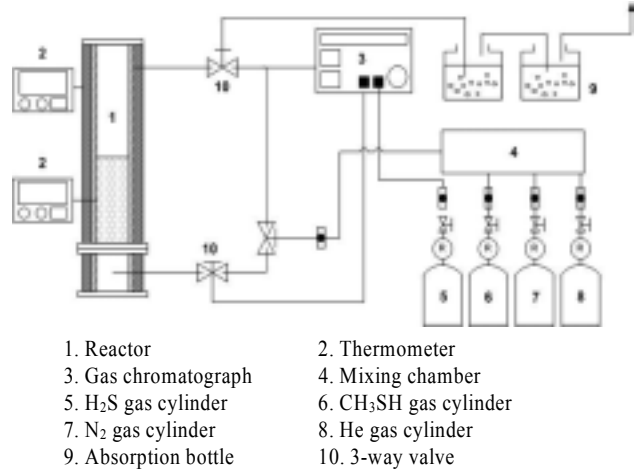 2
3
9
1
10
4
2
R
R
R
R
10
5
6
7
8
1. Reactor 2. Thermometer
3. Gas chromatograph 4. Mixing chamber
5. H₂S gas cylinder 6. CH₃SH gas cylinder
7. N₂ gas cylinder 8. He gas cylinder
9. Absorption bottle 10. 3-way valve